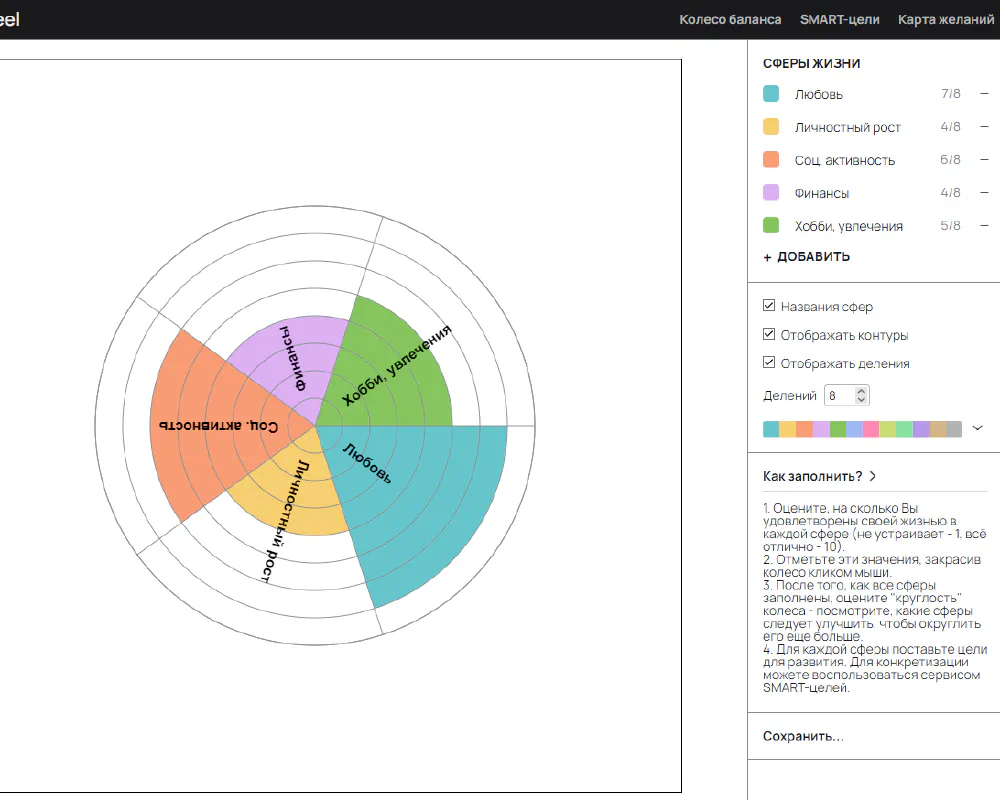 eel
Колесо баланса SMART-цели Карта желаний
СФЕРЫ ЖИЗНИ
Любовь 7/8 –
Личностный рост 4/8 –
Соц. активность 6/8 –
Финансы 4/8 –
Хобби, увлечения 5/8 –
+ ДОБАВИТЬ
Названия сфер
Отображать контуры
Отображать деления
Делений 8
Как заполнить? >
1. Оцените, на сколько Вы
удовлетворены своей жизнью в
каждой сфере (не устраивает - 1, всё
отлично - 10).
2. Отметьте эти значения, закрасив
колесо кликом мыши.
3. После того, как все сферы
заполнены, оцените "круглость"
колеса - посмотрите, какие сферы
следует улучшить, чтобы округлить
его еще больше.
4. Для каждой сферы поставьте цели
для развития. Для конкретизации
можете воспользоваться сервисом
SMART-целей.
Сохранить...
Финансы
Хобби, увлечения
Соц. активность
Любовь
Личностный рост